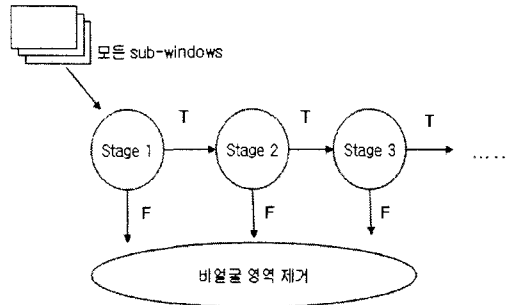 모든 sub-windows
T
T
T
Stage 1
Stage 2
Stage 3
.....
F
F
F
비얼굴 영역 제거